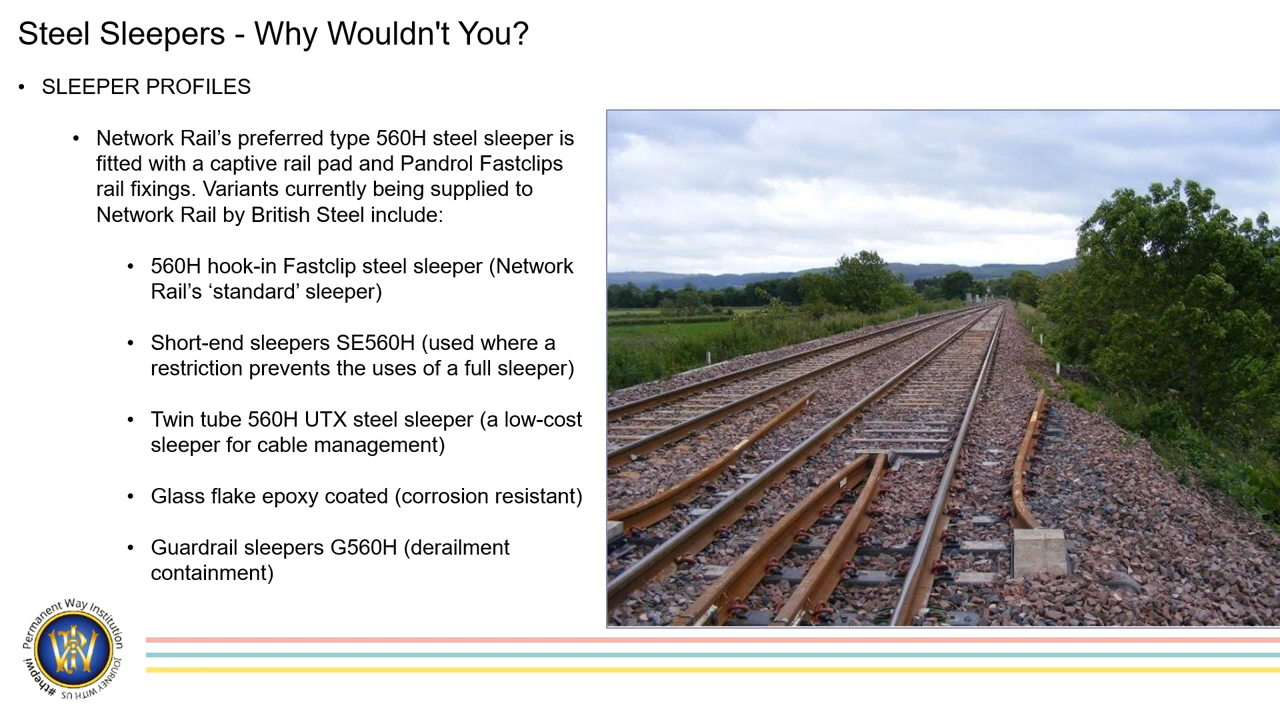 Steel Sleepers - Why Wouldn't You?
• SLEEPER PROFILES
• Network Rail’s preferred type 560H steel sleeper is
fitted with a captive rail pad and Pandrol Fastclips
rail fixings. Variants currently being supplied to
Network Rail by British Steel include:
• 560H hook-in Fastclip steel sleeper (Network
Rail’s ‘standard’ sleeper)
• Short-end sleepers SE560H (used where a
restriction prevents the uses of a full sleeper)
• Twin tube 560H UTX steel sleeper (a low-cost
sleeper for cable management)
• Glass flake epoxy coated (corrosion resistant)
• Guardrail sleepers G560H (derailment
containment)
Permanent Way Institution
#thepwi JOURNEY WITH US